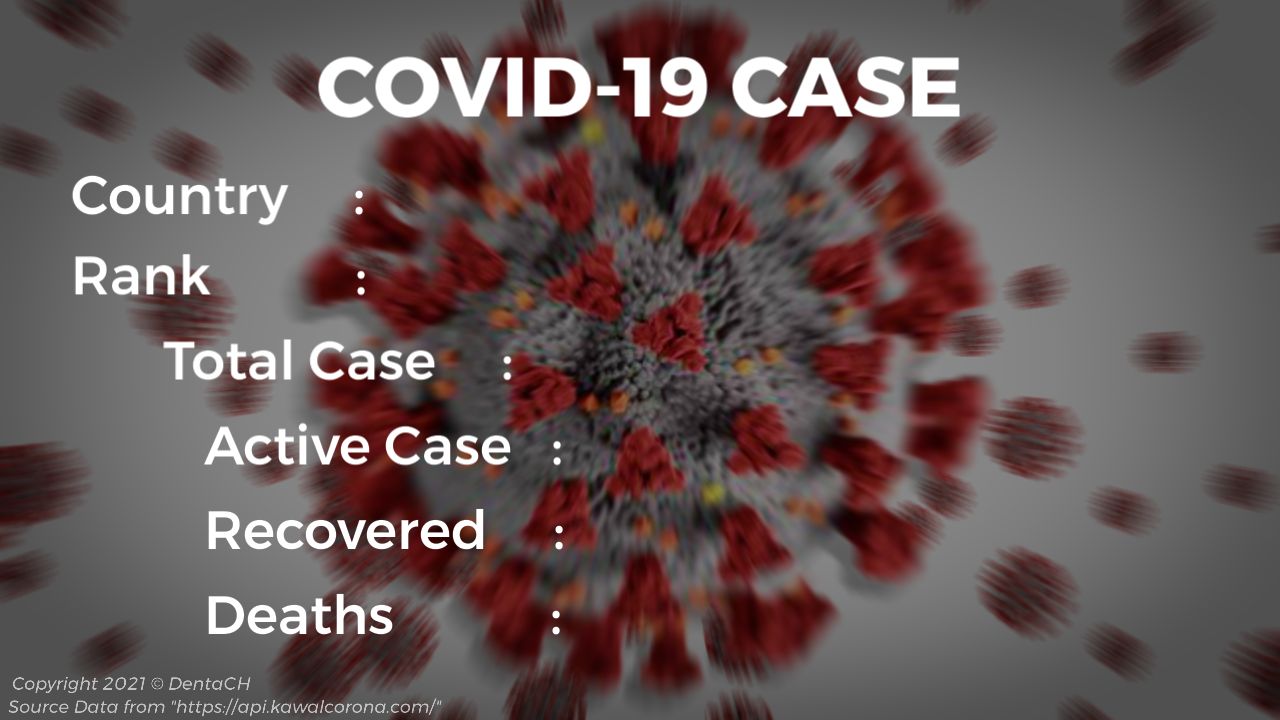 COVID-19 CASE
Country :
Rank :
Total Case :
Active Case :
Recovered :
Deaths :
Copyright 2021 © DentaCH
Source Data from "https://api.kawalcorona.com/"